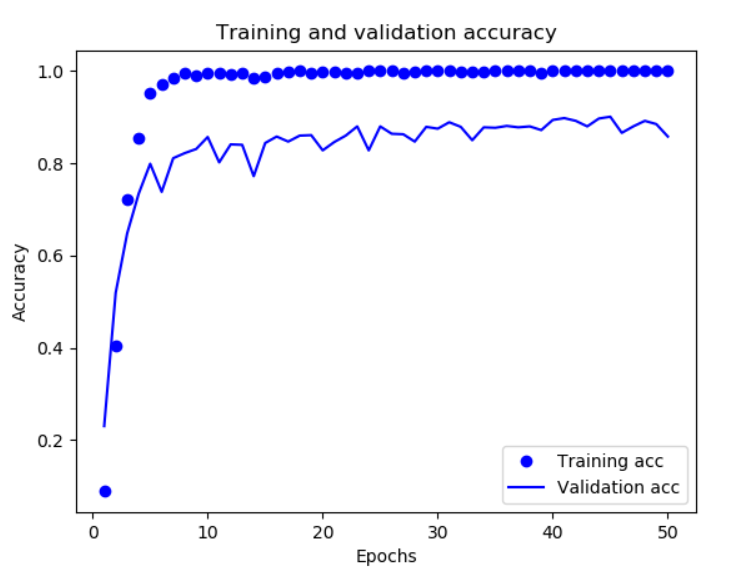 Training and validation accuracy
Accuracy
1.0
0.8
0.6
0.4
0.2
Training acc
Validation acc
0 10 20 30 40 50
Epochs